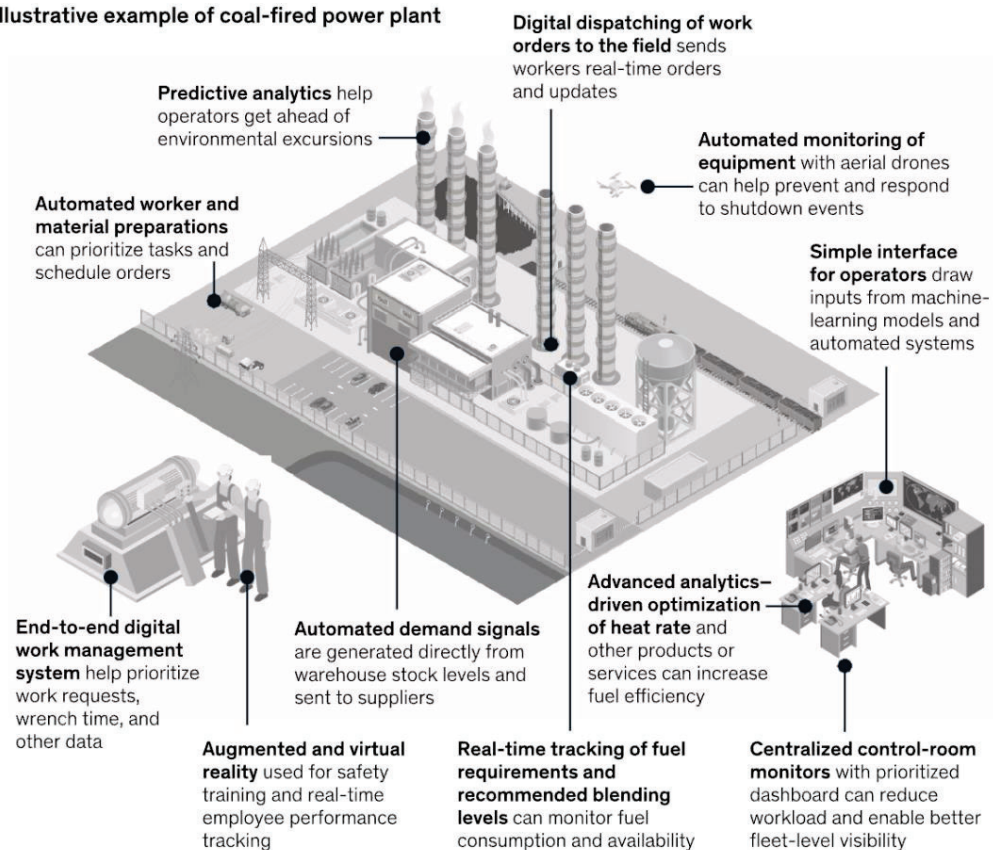 llustrative example of coal-fired power plant
Digital dispatching of work
orders to the field sends
workers real-time orders
and updates
Predictive analytics help
operators get ahead of
environmental excursions
Automated monitoring of
equipment with aerial drones
can help prevent and respond
to shutdown events
Automated worker and
material preparations
can prioritize tasks and
schedule orders
Simple interface
for operators draw
inputs from machine-
learning models and
automated systems
End-to-end digital
work management
system help prioritize
work requests,
wrench time, and
other data
Automated demand signals
are generated directly from
warehouse stock levels and
sent to suppliers
Advanced analytics–
driven optimization
of heat rate and
other products or
services can increase
fuel efficiency
Augmented and virtual
reality used for safety
training and real-time
employee performance
tracking
Real-time tracking of fuel
requirements and
recommended blending
levels can monitor fuel
consumption and availability
Centralized control-room
monitors with prioritized
dashboard can reduce
workload and enable better
fleet-level visibility